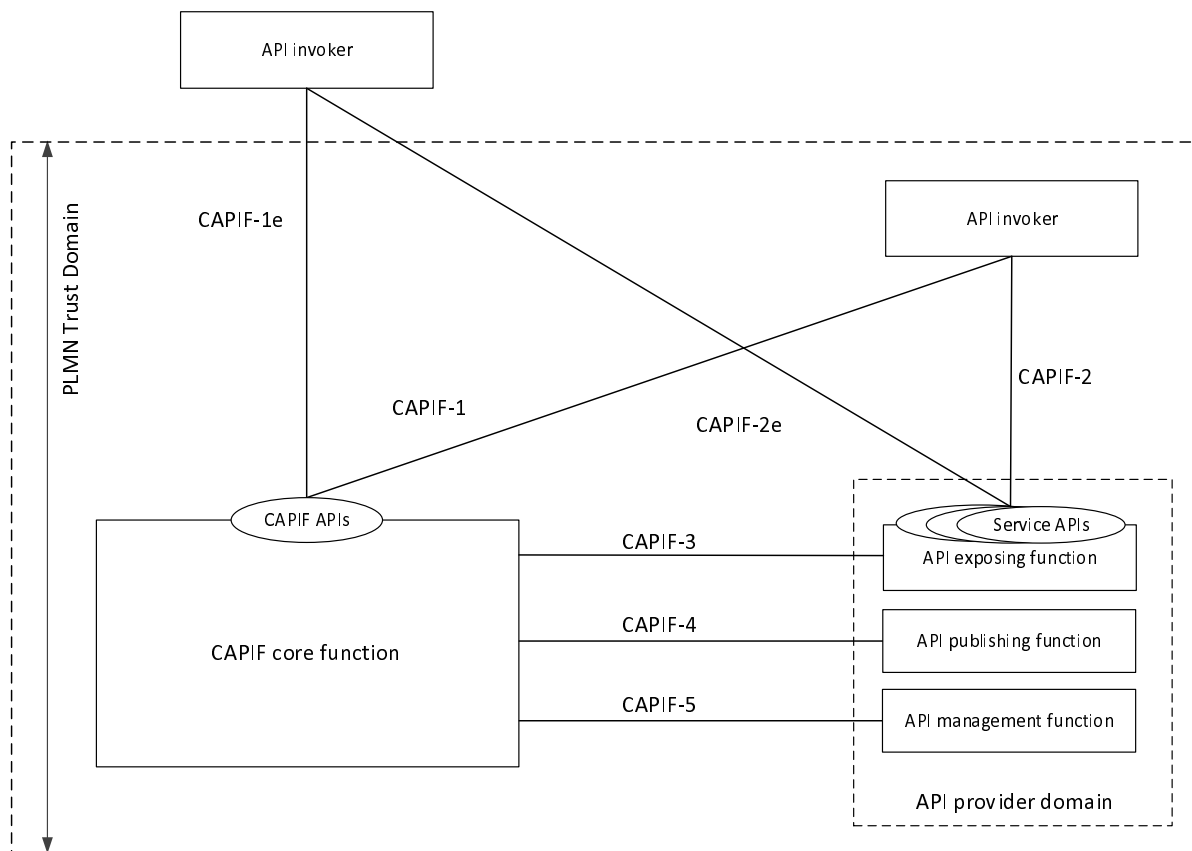 API invoker
PLMN Trust Domain
CAPIF-1e
API invoker
CAPIF-2
CAPIF-1
CAPIF-2e
CAPIF APIs
Service APIs
CAPIF-3
API exposing function
CAPIF-4
API publishing function
CAPIF core function
CAPIF-5
API management function
API provider domain